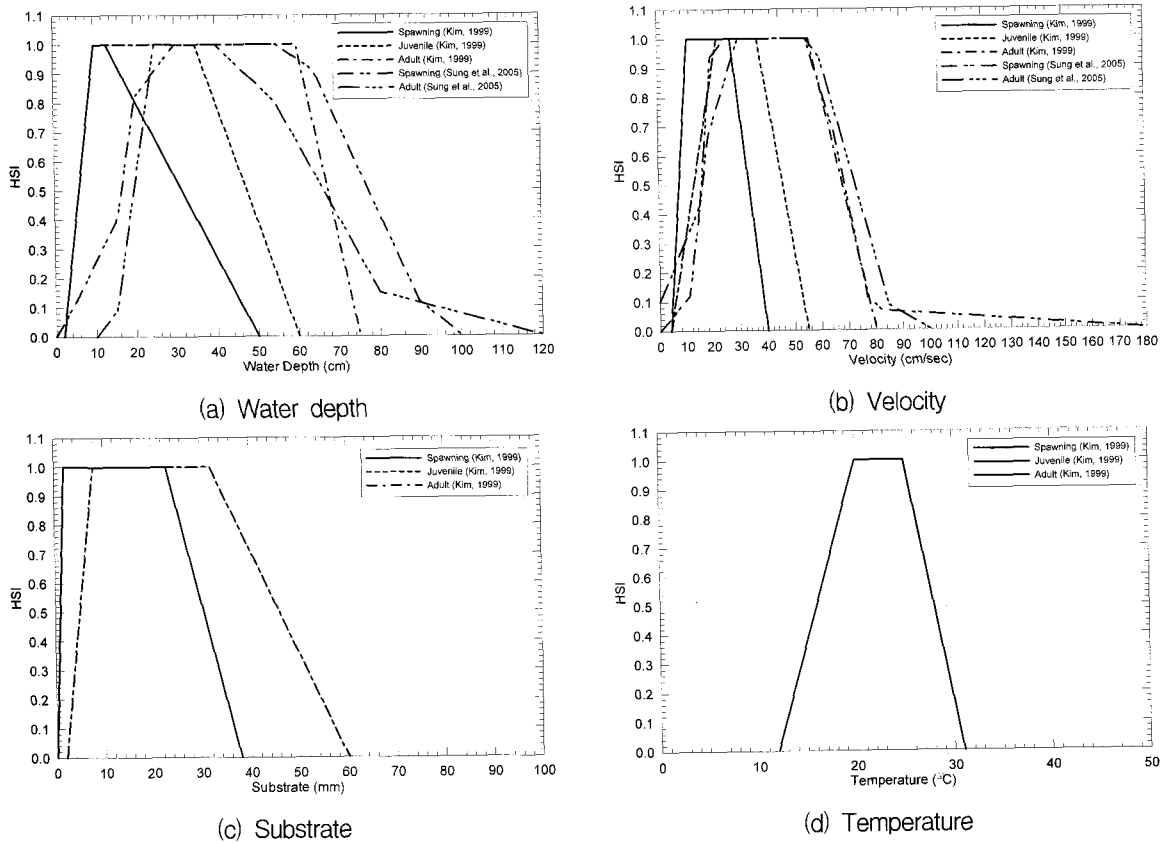 1.1
1.0
0.9
0.8
0.7
0.6
0.5
0.4
0.3
0.2
0.1
0.0
HSI
Spawning (Kim, 1999)
Juvenile (Kim, 1999)
Adult (Kim, 1999)
Spawning (Sung et al., 2005)
Adult (Sung et al., 2005)
0 10 20 30 40 50 60 70 80 90 100 110 120
Water Depth (cm)
(a) Water depth
1.1
1.0
0.9
0.8
0.7
0.6
0.5
0.4
0.3
0.2
0.1
0.0
HSI
Spawning (Kim, 1999)
Juvenile (Kim, 1999)
Adult (Kim, 1999)
Spawning (Sung et al., 2005)
Adult (Sung et al., 2005)
0 10 20 30 40 50 60 70 80 90 100 110 120 130 140 150 160 170 180
Velocity (cm/sec)
(b) Velocity
1.1
1.0
0.9
0.8
0.7
0.6
0.5
0.4
0.3
0.2
0.1
0.0
HSI
Spawning (Kim, 1999)
Juvenile (Kim, 1999)
Adult (Kim, 1999)
0 10 20 30 40 50 60 70 80 90 100
Substrate (mm)
(c) Substrate
1.1
1.0
0.9
0.8
0.7
0.6
0.5
0.4
0.3
0.2
0.1
0.0
HSI
Spawning (Kim, 1999)
Juvenile (Kim, 1999)
Adult (Kim, 1999)
0 10 20 30 40 50
Temperature (°C)
(d) Temperature